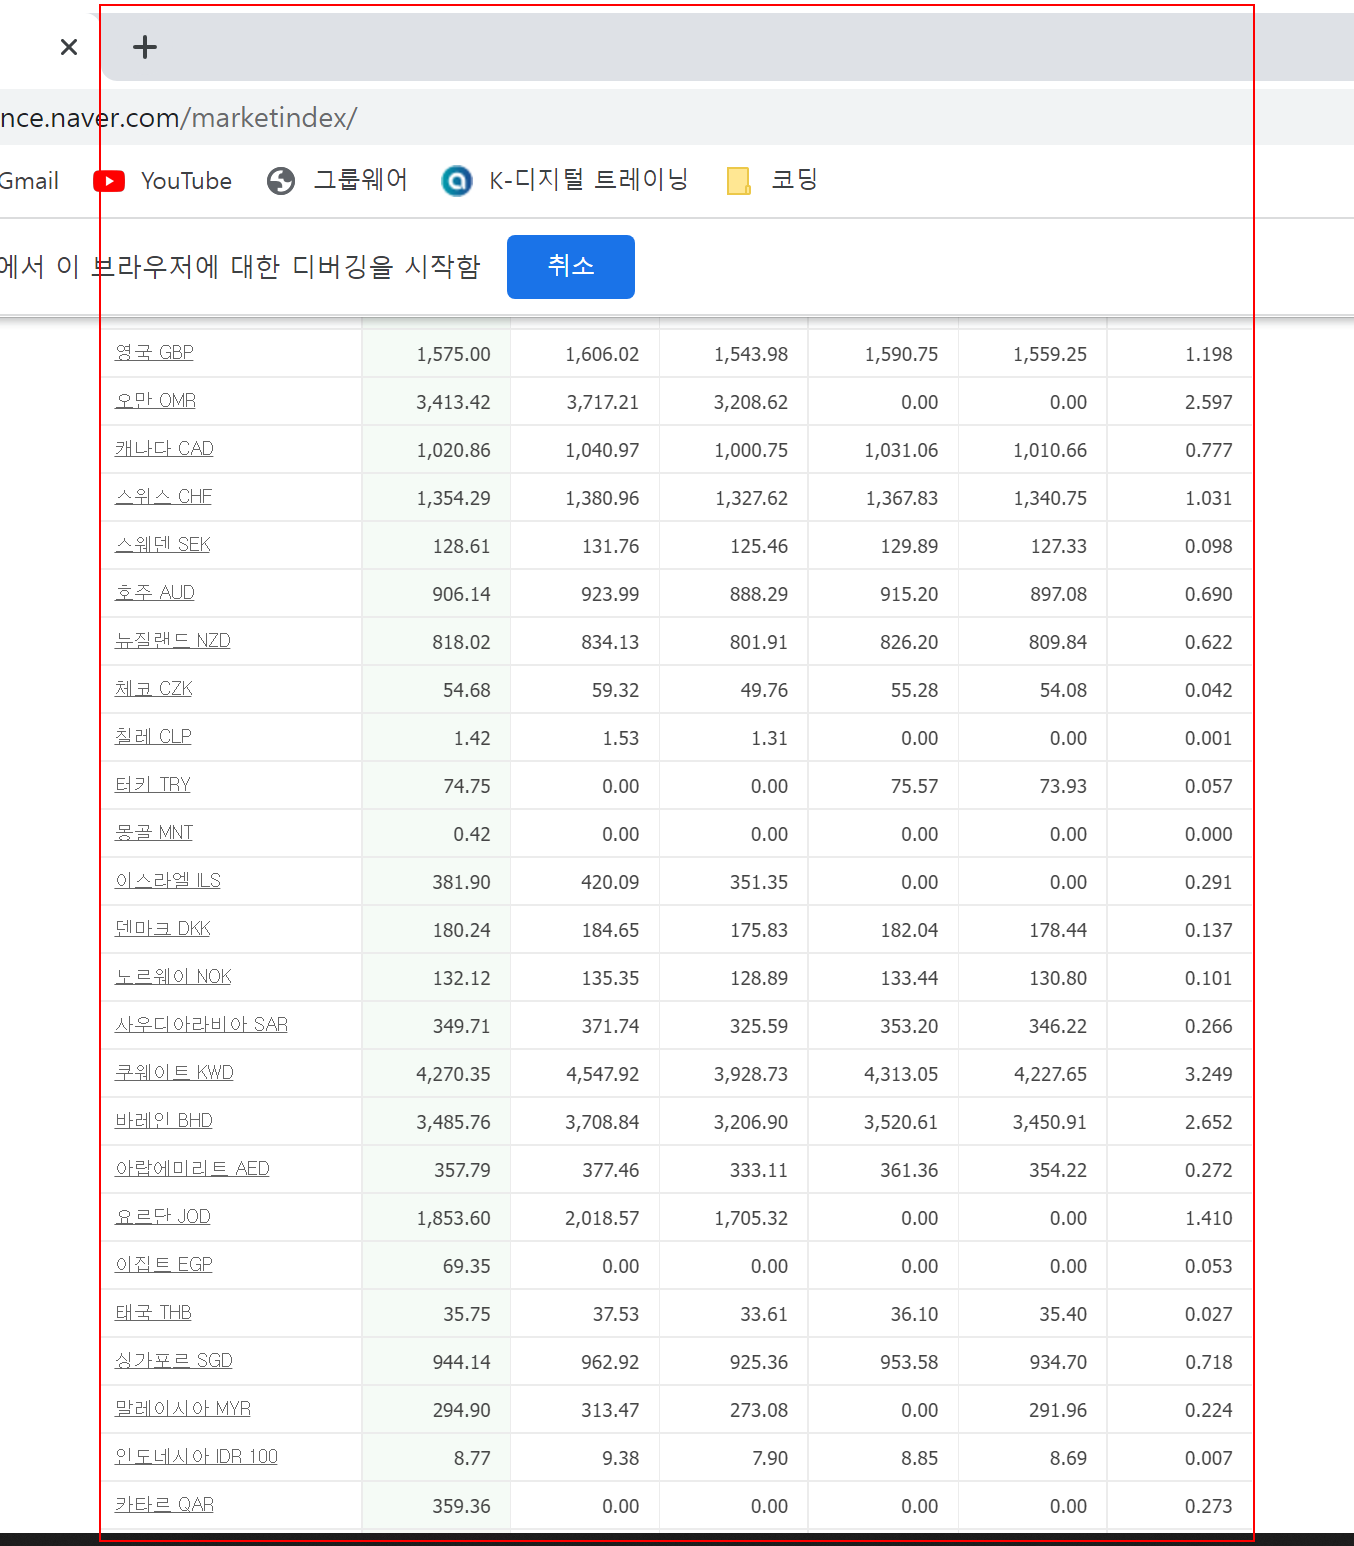 nce.naver.com/marketindex/
Gmail YouTube 그룹웨어 K-디지털 트레이닝 코딩
에서 이 브라우저에 대한 디버깅을 시작함 취소
영국 GBP 1,575.00 1,606.02 1,543.98 1,590.75 1,559.25 1.198
오만 OMR 3,413.42 3,717.21 3,208.62 0.00 0.00 2.597
캐나다 CAD 1,020.86 1,040.97 1,000.75 1,031.06 1,010.66 0.777
스위스 CHF 1,354.29 1,380.96 1,327.62 1,367.83 1,340.75 1.031
스웨덴 SEK 128.61 131.76 125.46 129.89 127.33 0.098
호주 AUD 906.14 923.99 888.29 915.20 897.08 0.690
뉴질랜드 NZD 818.02 834.13 801.91 826.20 809.84 0.622
체코 CZK 54.68 59.32 49.76 55.28 54.08 0.042
칠레 CLP 1.42 1.53 1.31 0.00 0.00 0.001
터키 TRY 74.75 0.00 0.00 75.57 73.93 0.057
몽골 MNT 0.42 0.00 0.00 0.00 0.00 0.000
이스라엘 ILS 381.90 420.09 351.35 0.00 0.00 0.291
덴마크 DKK 180.24 184.65 175.83 182.04 178.44 0.137
노르웨이 NOK 132.12 135.35 128.89 133.44 130.80 0.101
사우디아라비아 SAR 349.71 371.74 325.59 353.20 346.22 0.266
쿠웨이트 KWD 4,270.35 4,547.92 3,928.73 4,313.05 4,227.65 3.249
바레인 BHD 3,485.76 3,708.84 3,206.90 3,520.61 3,450.91 2.652
아랍에미리트 AED 357.79 377.46 333.11 361.36 354.22 0.272
요르단 JOD 1,853.60 2,018.57 1,705.32 0.00 0.00 1.410
이집트 EGP 69.35 0.00 0.00 0.00 0.00 0.053
태국 THB 35.75 37.53 33.61 36.10 35.40 0.027
싱가포르 SGD 944.14 962.92 925.36 953.58 934.70 0.718
말레이시아 MYR 294.90 313.47 273.08 0.00 291.96 0.224
인도네시아 IDR 100 8.77 9.38 7.90 8.85 8.69 0.007
카타르 QAR 359.36 0.00 0.00 0.00 0.00 0.273